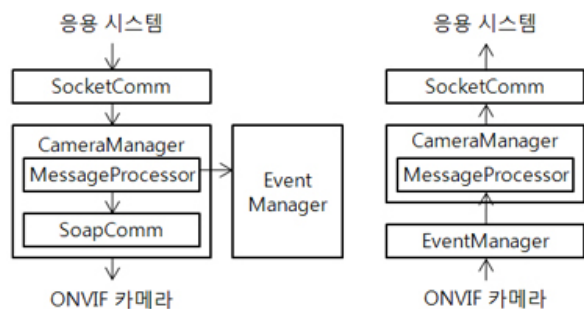 응용 시스템
SocketComm
CameraManager
MessageProcessor
SoapComm
Event
Manager
ONVIF 카메라
응용 시스템
SocketComm
CameraManager
MessageProcessor
EventManager
ONVIF 카메라